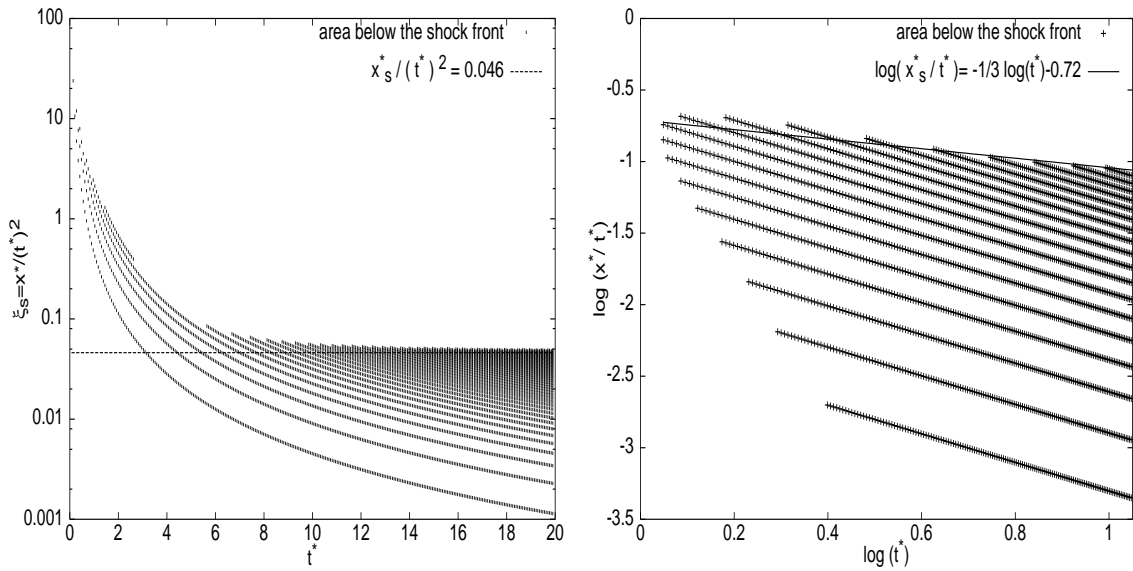 100
10
1
0.1
0.01
0.001
0 2 4 6 8 10 12 14 16 18 20
ξs=x*/(t*)2
t*
area below the shock front
x*s / ( t* ) 2 = 0.046
0
-0.5
-1
-1.5
-2
-2.5
-3
-3.5
0 0.2 0.4 0.6 0.8 1
log (x*/ t*)
log (t*)
area below the shock front
log( x*s / t* )= -1/3 log(t*)-0.72